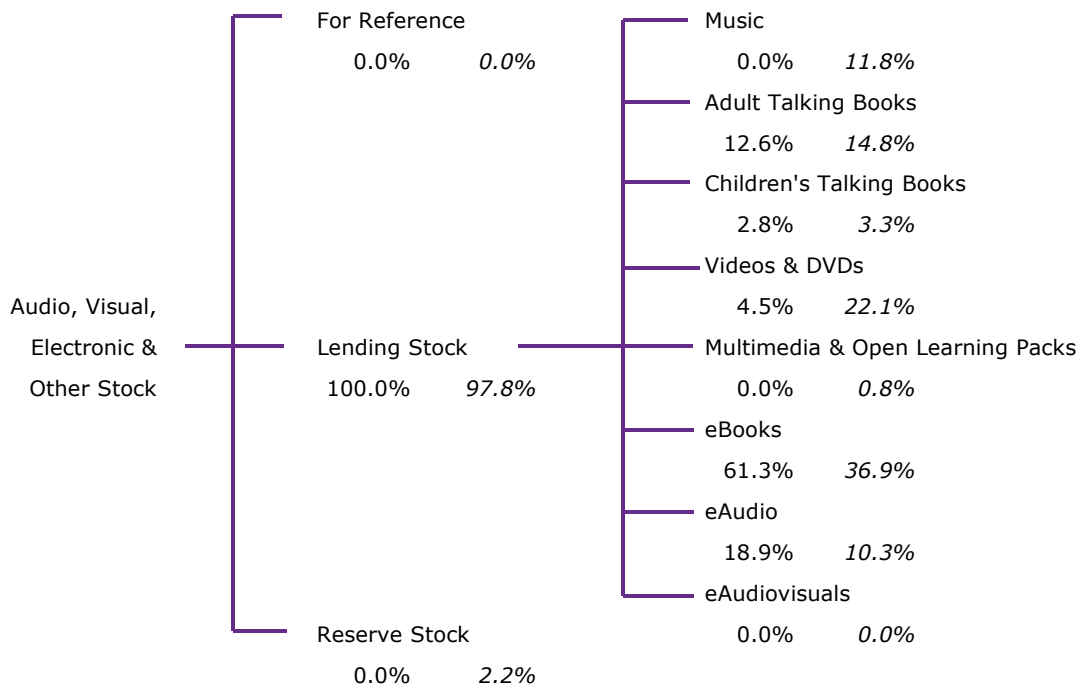 For Reference
0.0% 0.0%
Music
0.0% 11.8%
Adult Talking Books
12.6% 14.8%
Children's Talking Books
2.8% 3.3%
Videos & DVDs
4.5% 22.1%
Audio, Visual,
Electronic &
Other Stock
Lending Stock
100.0% 97.8%
Multimedia & Open Learning Packs
0.0% 0.8%
eBooks
61.3% 36.9%
eAudio
18.9% 10.3%
eAudiovisuals
0.0% 0.0%
Reserve Stock
0.0% 2.2%